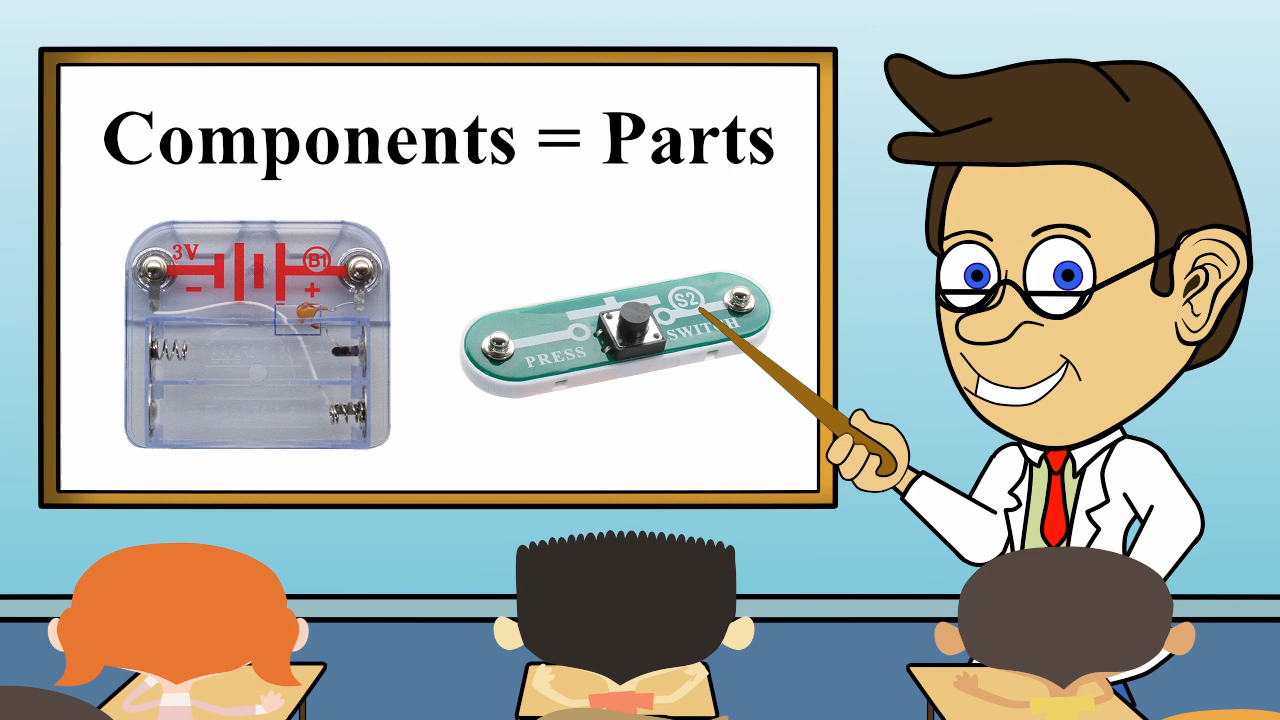 Components = Parts
3V B1
- +
S2
PRESS SWITCH